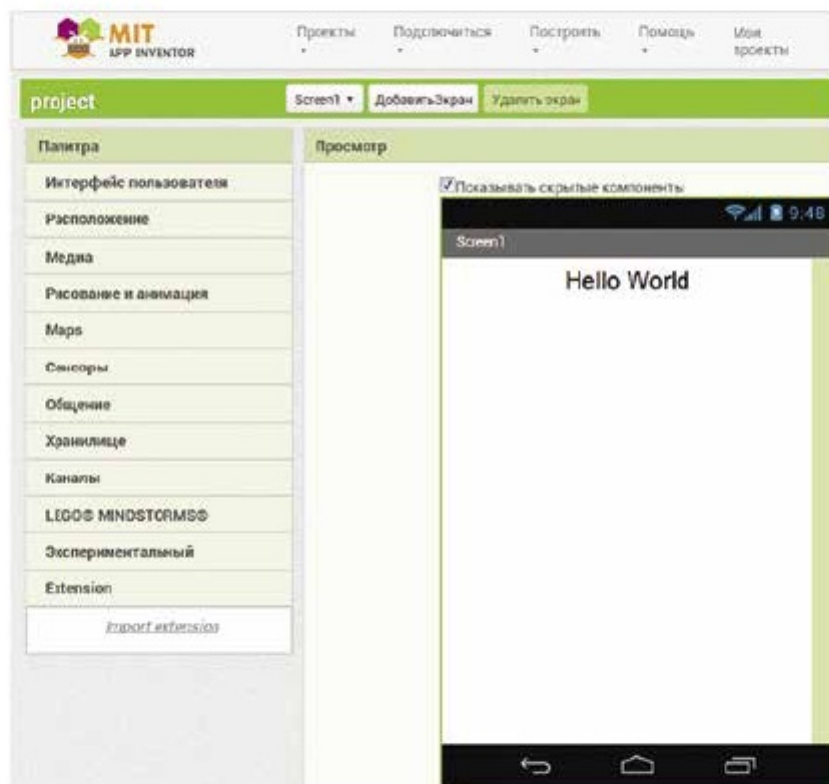 MIT
APP INVENTOR
Проекты Подключиться Построить Помощь Мои проекты
project
Screen1 ДобавитьЭкран Удалить экран
Палитра
Просмотр
Интерфейс пользователя
Расположение
Медиа
Рисование и анимация
Maps
Сенсоры
Общение
Хранилище
Каналы
LEGO® MINDSTORMS®
Экспериментальный
Extension
Import extension
Показывать скрытые компоненты
9:48
Screen1
Hello World